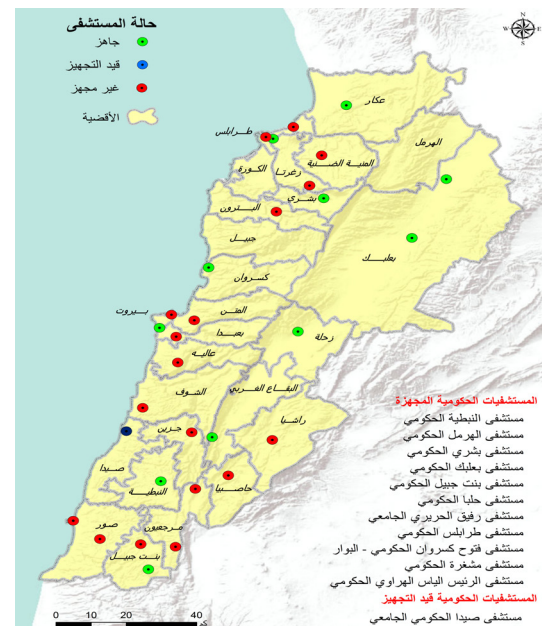 حالة المستشفى
جاهز
قيد التجهيز
غير مجهز
الأقضية
N
W E
S
عكار
طرابلس
الهرمل
المنية الضنية
زغرتا
الكورة
بشري
البترون
جبيل
بعلبك
كسروان
بيروت
المتن
بعبدا
زحلة
عاليه
الشوف
البقاع الغربي
راشيا
جزين
صيدا
حاصبيا
النبطية
مرجعيون
صور
بنت جبيل
المستشفيات الحكومية المجهزة
مستشفى النبطية الحكومي
مستشفى الهرمل الحكومي
مستشفى بشري الحكومي
مستشفى بعلبك الحكومي
مستشفى بنت جبيل الحكومي
مستشفى حلبا الحكومي
مستشفى رفيق الحريري الجامعي
مستشفى طرابلس الحكومي
مستشفى فتوح كسروان الحكومي - البوار
مستشفى مشغرة الحكومي
مستشفى الرئيس الياس الهراوي الحكومي
المستشفيات الحكومية قيد التجهيز
مستشفى صيدا الحكومي الجامعي
0 10 20 40
كم